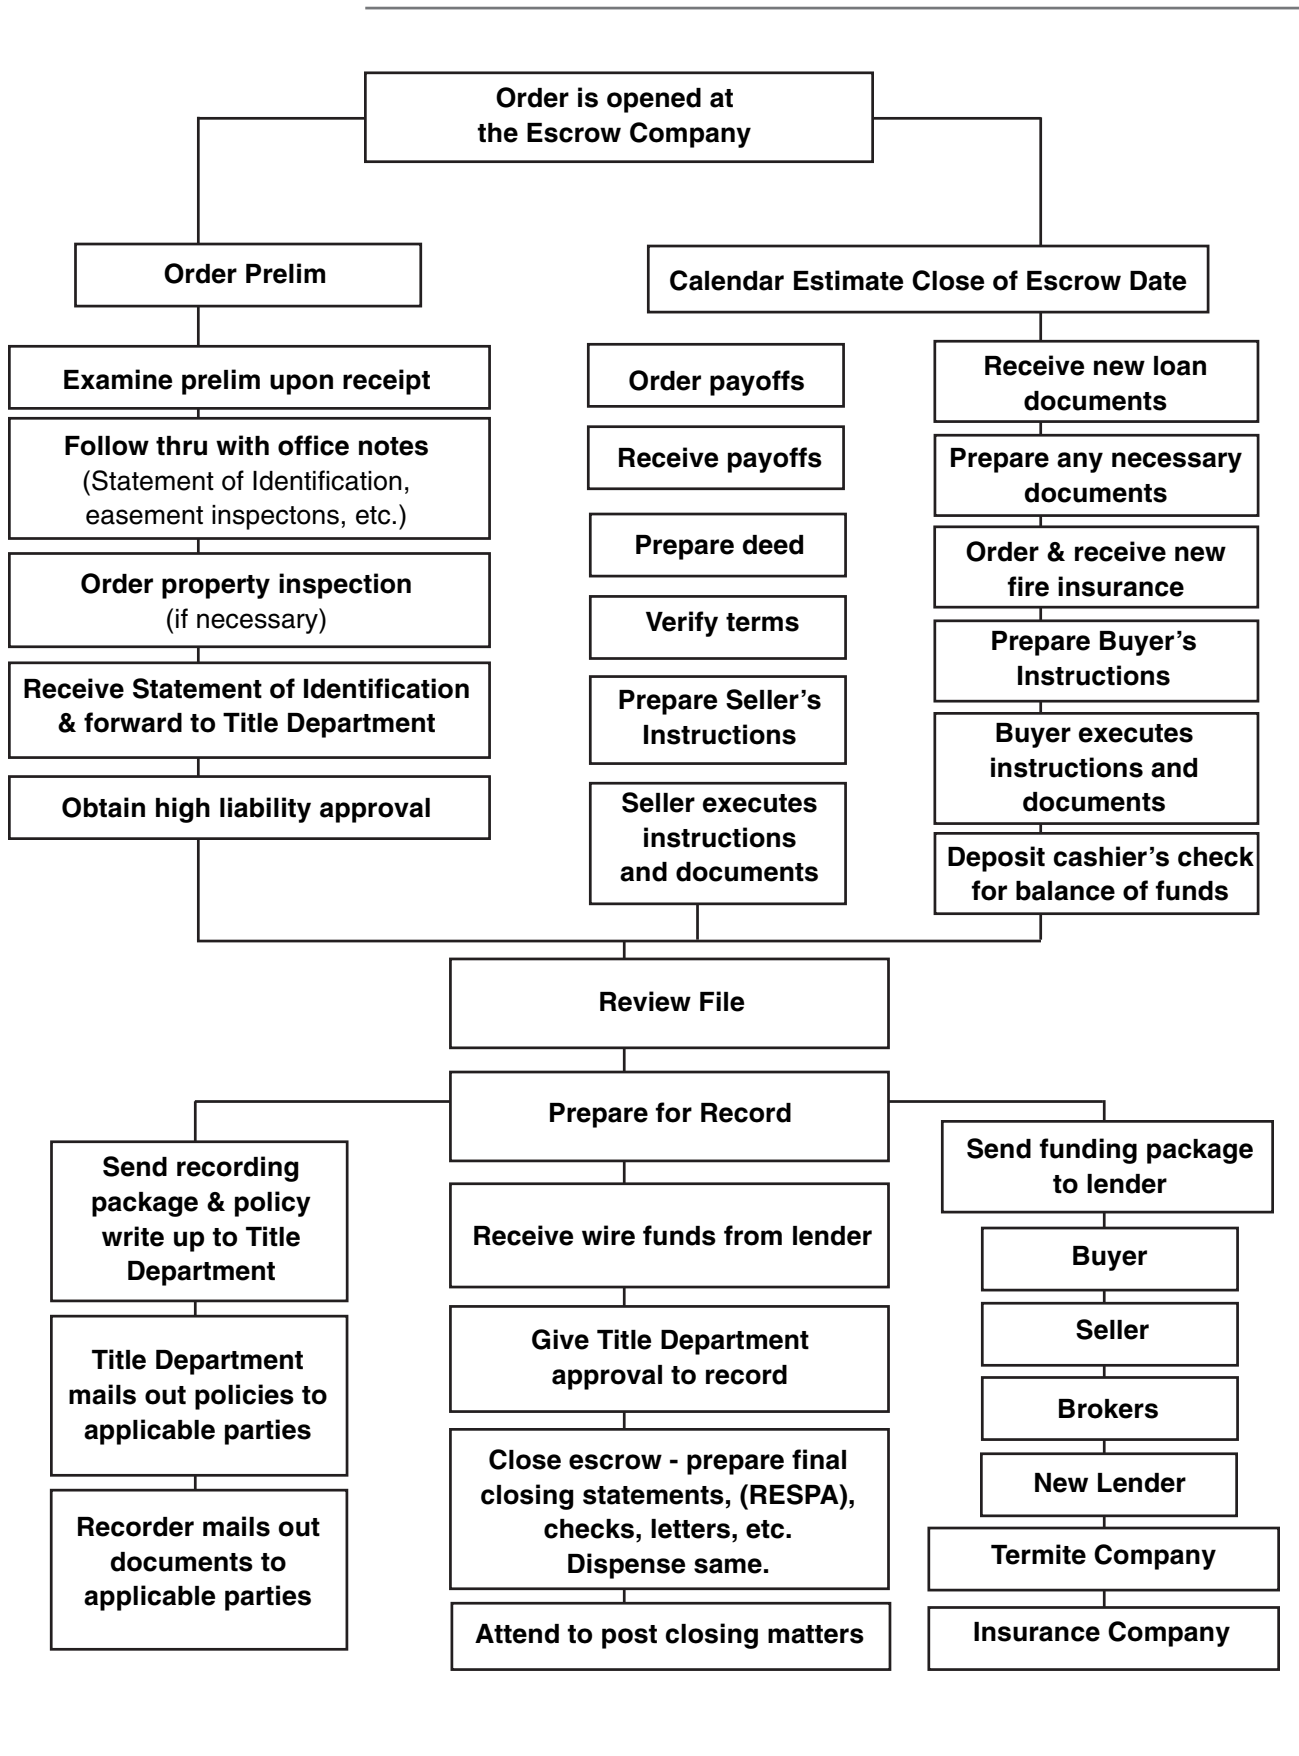 Order is opened at
the Escrow Company
Order Prelim
Calendar Estimate Close of Escrow Date
Examine prelim upon receipt
Follow thru with office notes
(Statement of Identification,
easement inspectons, etc.)
Order property inspection
(if necessary)
Receive Statement of Identification
& forward to Title Department
Obtain high liability approval
Order payoffs
Receive payoffs
Prepare deed
Verify terms
Prepare Seller’s
Instructions
Seller executes
instructions
and documents
Receive new loan
documents
Prepare any necessary
documents
Order & receive new
fire insurance
Prepare Buyer’s
Instructions
Buyer executes
instructions and
documents
Deposit cashier’s check
for balance of funds
Review File
Prepare for Record
Send recording
package & policy
write up to Title
Department
Title Department
mails out policies to
applicable parties
Recorder mails out
documents to
applicable parties
Receive wire funds from lender
Give Title Department
approval to record
Close escrow - prepare final
closing statements, (RESPA),
checks, letters, etc.
Dispense same.
Attend to post closing matters
Send funding package
to lender
Buyer
Seller
Brokers
New Lender
Termite Company
Insurance Company